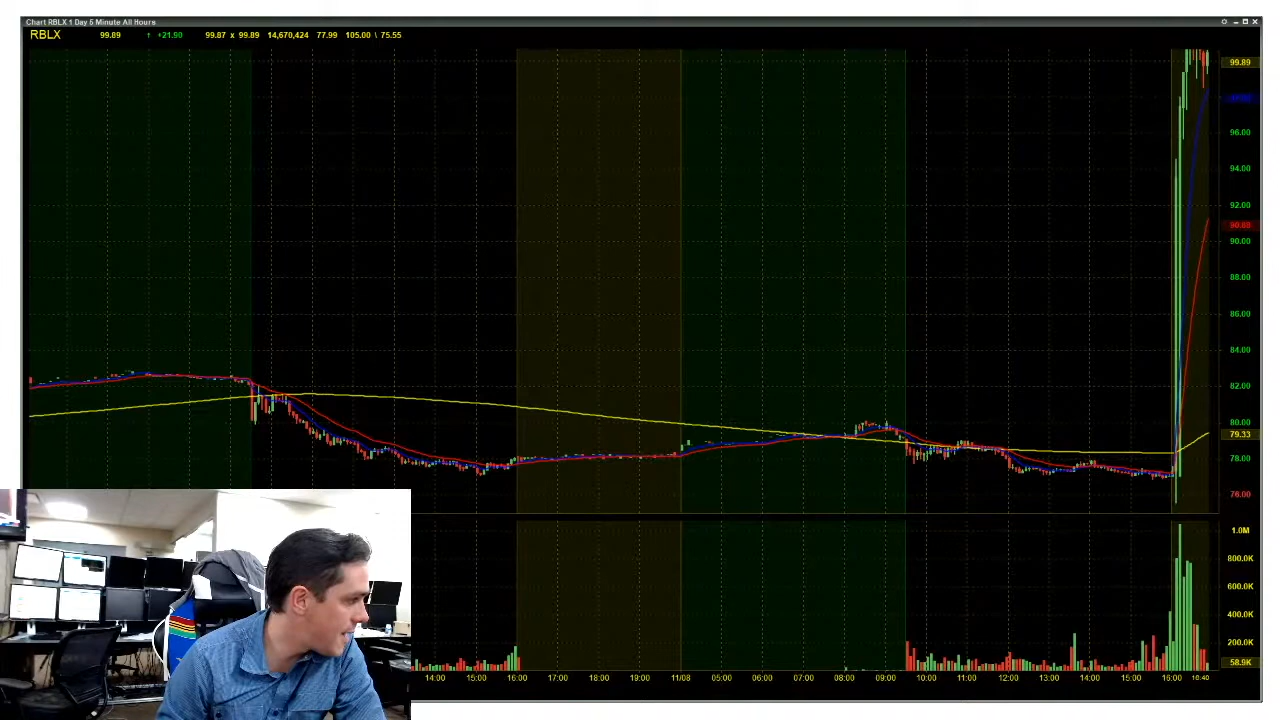 Chart RBLX 1 Day 5 Minute All Hours
RBLX 99.89 ↑ +21.90 99.87 x 99.89 14,670,424 77.99 105.00 \ 75.55
99.89
96.00
94.00
92.00
90.88
90.00
88.00
86.00
84.00
82.00
80.00
79.33
78.00
76.00
1.0M
800.0K
600.0K
400.0K
200.0K
58.9K
14:00 15:00 16:00 17:00 18:00 19:00 11/08 05:00 06:00 07:00 08:00 09:00 10:00 11:00 12:00 13:00 14:00 15:00 16:00 16:40